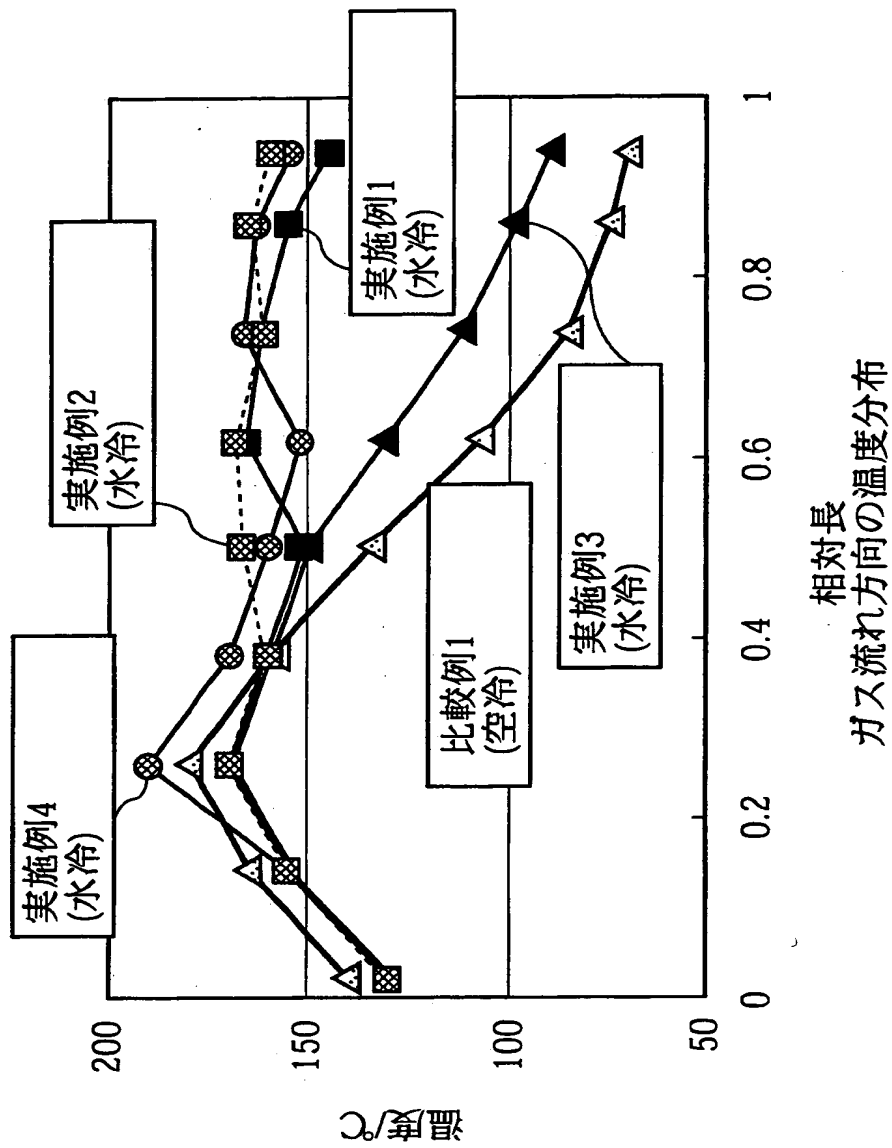 温度/℃
200
150
100
50
0
0.2
0.4
0.6
0.8
1
実施例4
(水冷)
実施例2
(水冷)
実施例1
(水冷)
比較例1
(空冷)
実施例3
(水冷)
相対長
ガス流れ方向の温度分布